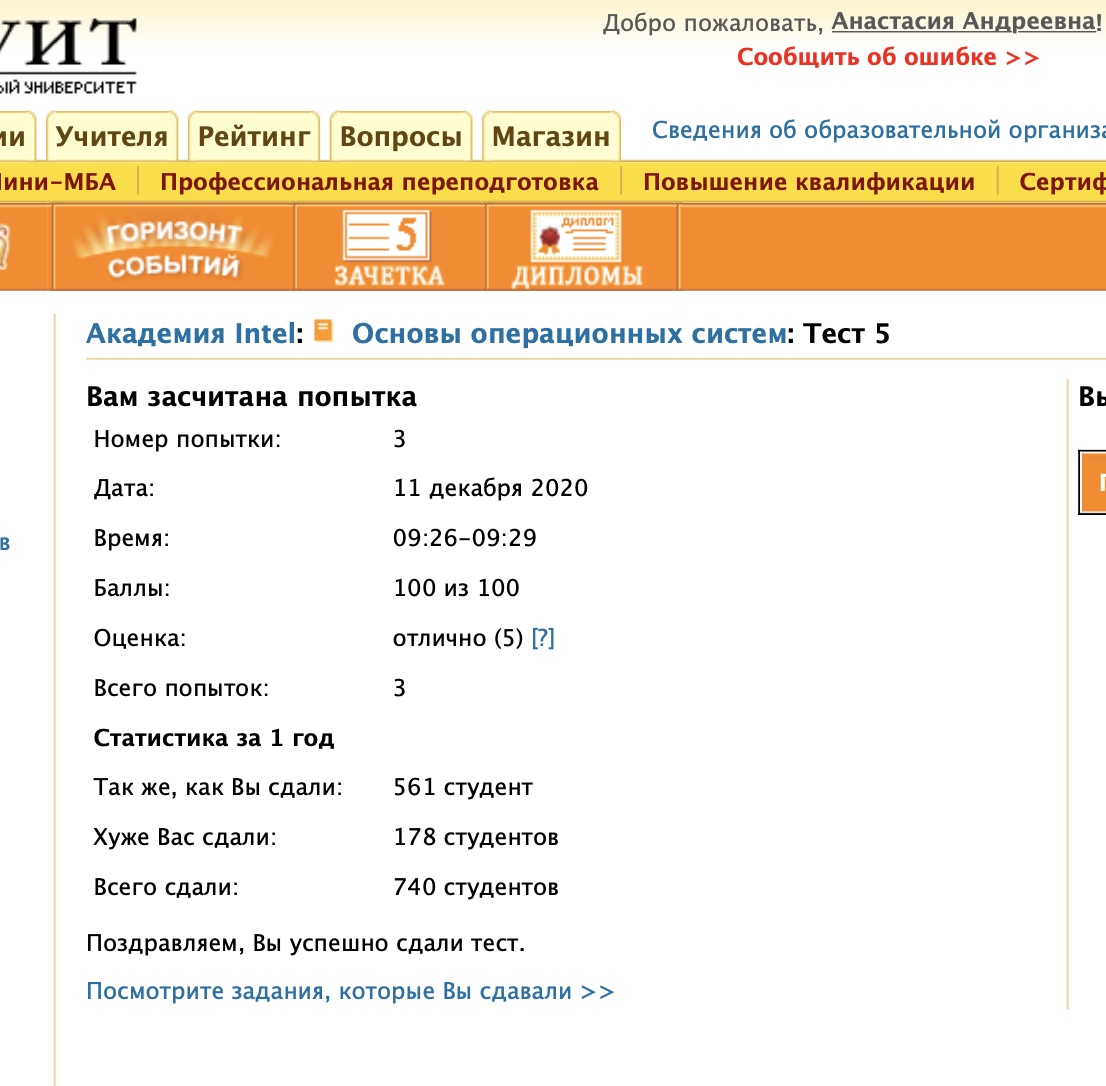 УИТ
Добро пожаловать, Анастасия Андреевна!
Сообщить об ошибке >>
ЫЙ УНИВЕРСИТЕТ
ии Учителя Рейтинг Вопросы Магазин
Сведения об образовательной организа
Мини-МБА Профессиональная переподготовка Повышение квалификации Сертиф
ГОРИЗОНТ
СОБЫТИЙ
5
ЗАЧЕТКА
ДИПЛОМ
ДИПЛОМЫ
Академия Intel: Основы операционных систем: Тест 5
Вам засчитана попытка
Вы
Номер попытки: 3
Дата: 11 декабря 2020
в
Время: 09:26–09:29
Баллы: 100 из 100
Оценка: отлично (5) [?]
Всего попыток: 3
Статистика за 1 год
Так же, как Вы сдали: 561 студент
Хуже Вас сдали: 178 студентов
Всего сдали: 740 студентов
Поздравляем, Вы успешно сдали тест.
Посмотрите задания, которые Вы сдавали >>